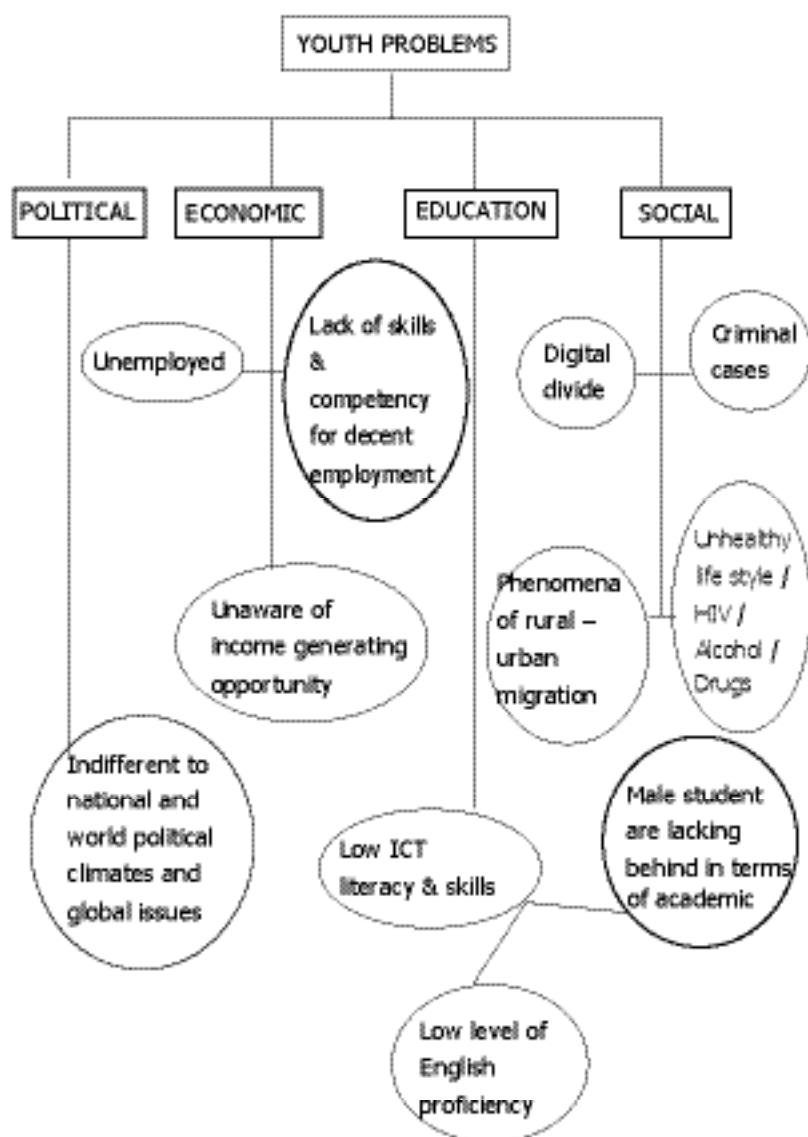 YOUTH PROBLEMS
POLITICAL
ECONOMIC
EDUCATION
SOCIAL
Unemployed
Lack of skills
&
competency
for decent
employment
Digital
divide
Criminal
cases
Unaware of
income generating
opportunity
Phenomena
of rural –
urban
migration
Unhealthy
life style /
HIV /
Alcohol /
Drugs
Indifferent to
national and
world political
climates and
global issues
Low ICT
literacy & skills
Male student
are lacking
behind in terms
of academic
Low level of
English
proficiency